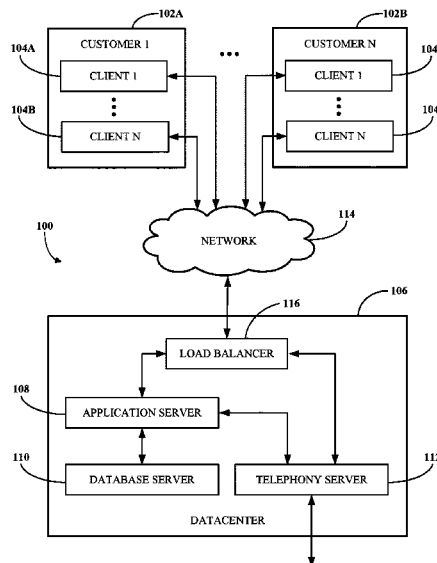 102A
102B
104A
CUSTOMER 1
CLIENT 1
104B
CLIENT N
...
CUSTOMER N
CLIENT 1
104
CLIENT N
104
100
NETWORK
114
106
116
LOAD BALANCER
108
APPLICATION SERVER
110
DATABASE SERVER
TELEPHONY SERVER
112
DATACENTER